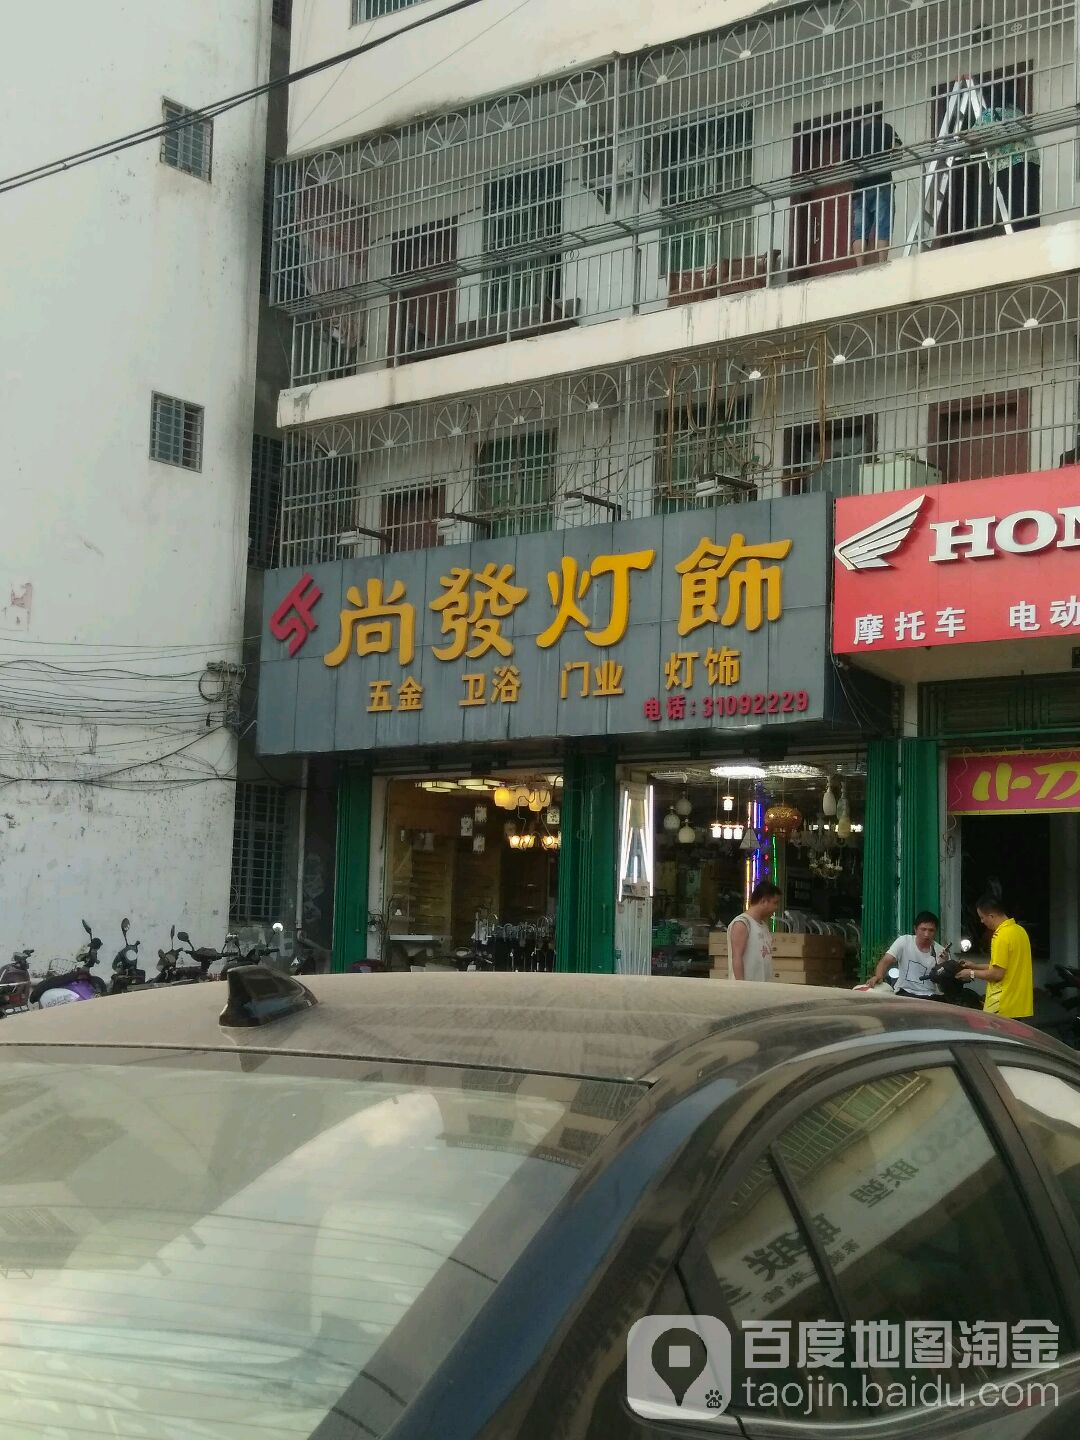 SF 尚發灯飾
五金 卫浴 门业 灯饰
电话:31092229
HON
摩托车 电动
小刀
百度地图淘金
taojin.baidu.com